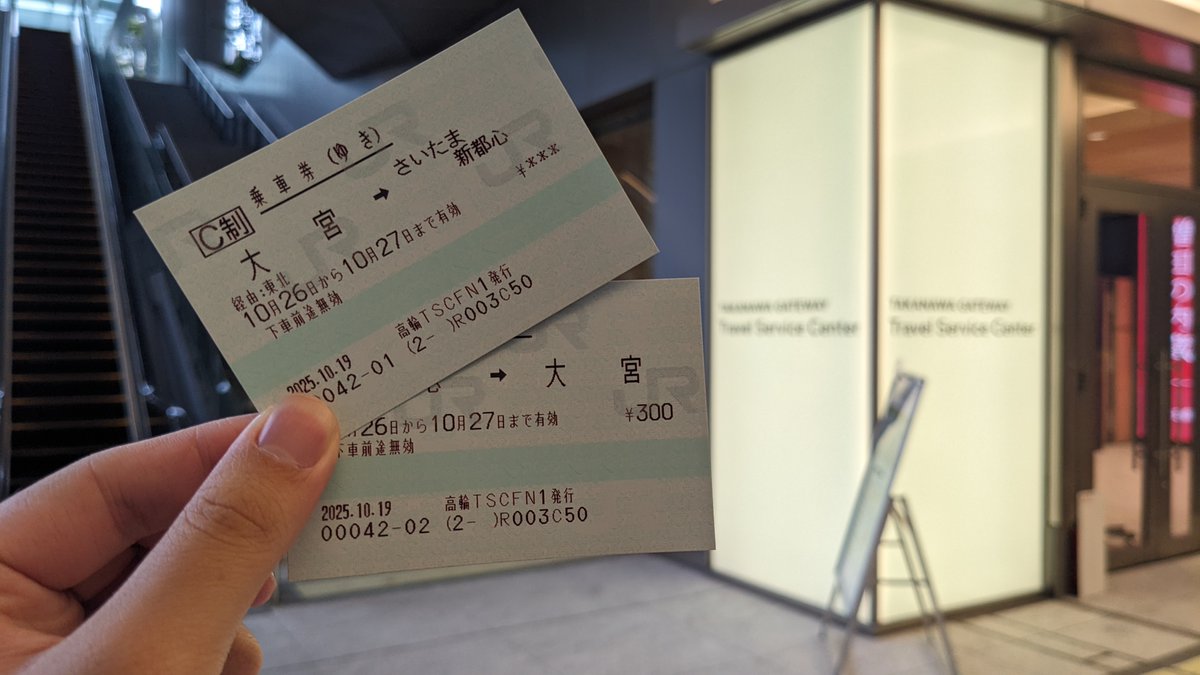 乗車券(ゆき)
C制
大宮 ➡ さいたま新都心
¥***
経由:東北
10月26日から10月27日まで有効
下車前途無効
2025.10.19 高輪TSCFN1発行
0042-01 (2- )R003C50
➡ 大宮
26日から10月27日まで有効 ¥300
下車前途無効
2025.10.19 高輪TSCFN1発行
00042-02 (2- )R003C50
TAKANAWA GATEWAY
Travel Service Center
TAKANAWA GATEWAY
Travel Service Center